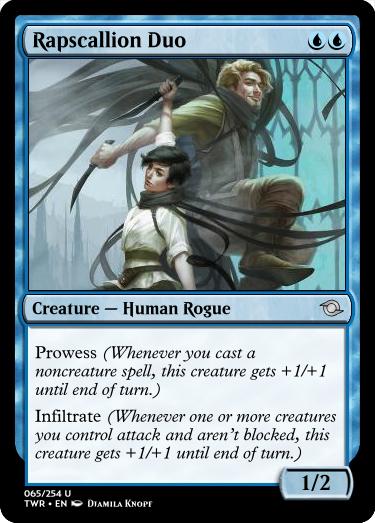 Rapscallion Duo
Creature — Human Rogue
Prowess (Whenever you cast a
noncreature spell, this creature gets +1/+1
until end of turn.)
Infiltrate (Whenever one or more creatures
you control attack and aren't blocked, this
creature gets +1/+1 until end of turn.)
1/2
065/254 U
TWR • EN Djamila Knopf